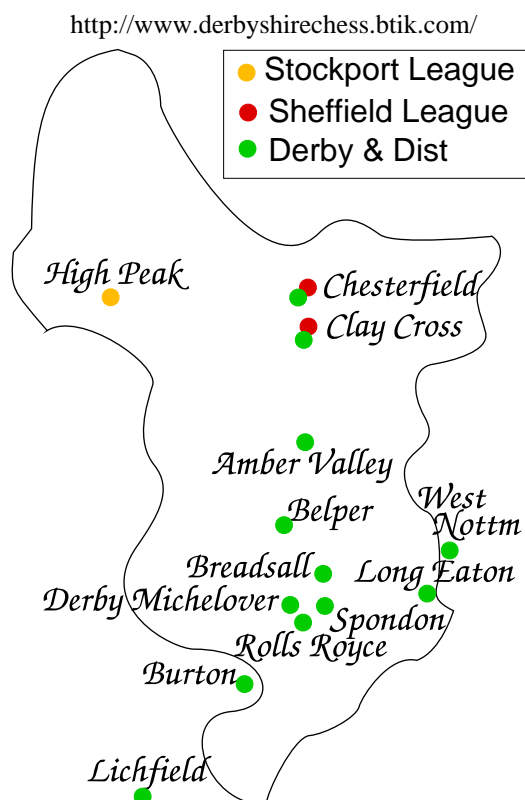 http://www.derbyshirechess.btik.com/
Stockport League
Sheffield League
Derby & Dist
High Peak
Chesterfield
Clay Cross
Amber Valley
West
Nottm
Belper
Breadsall
Long Eaton
Derby Michelover
Spondon
Rolls Royce
Burton
Lichfield